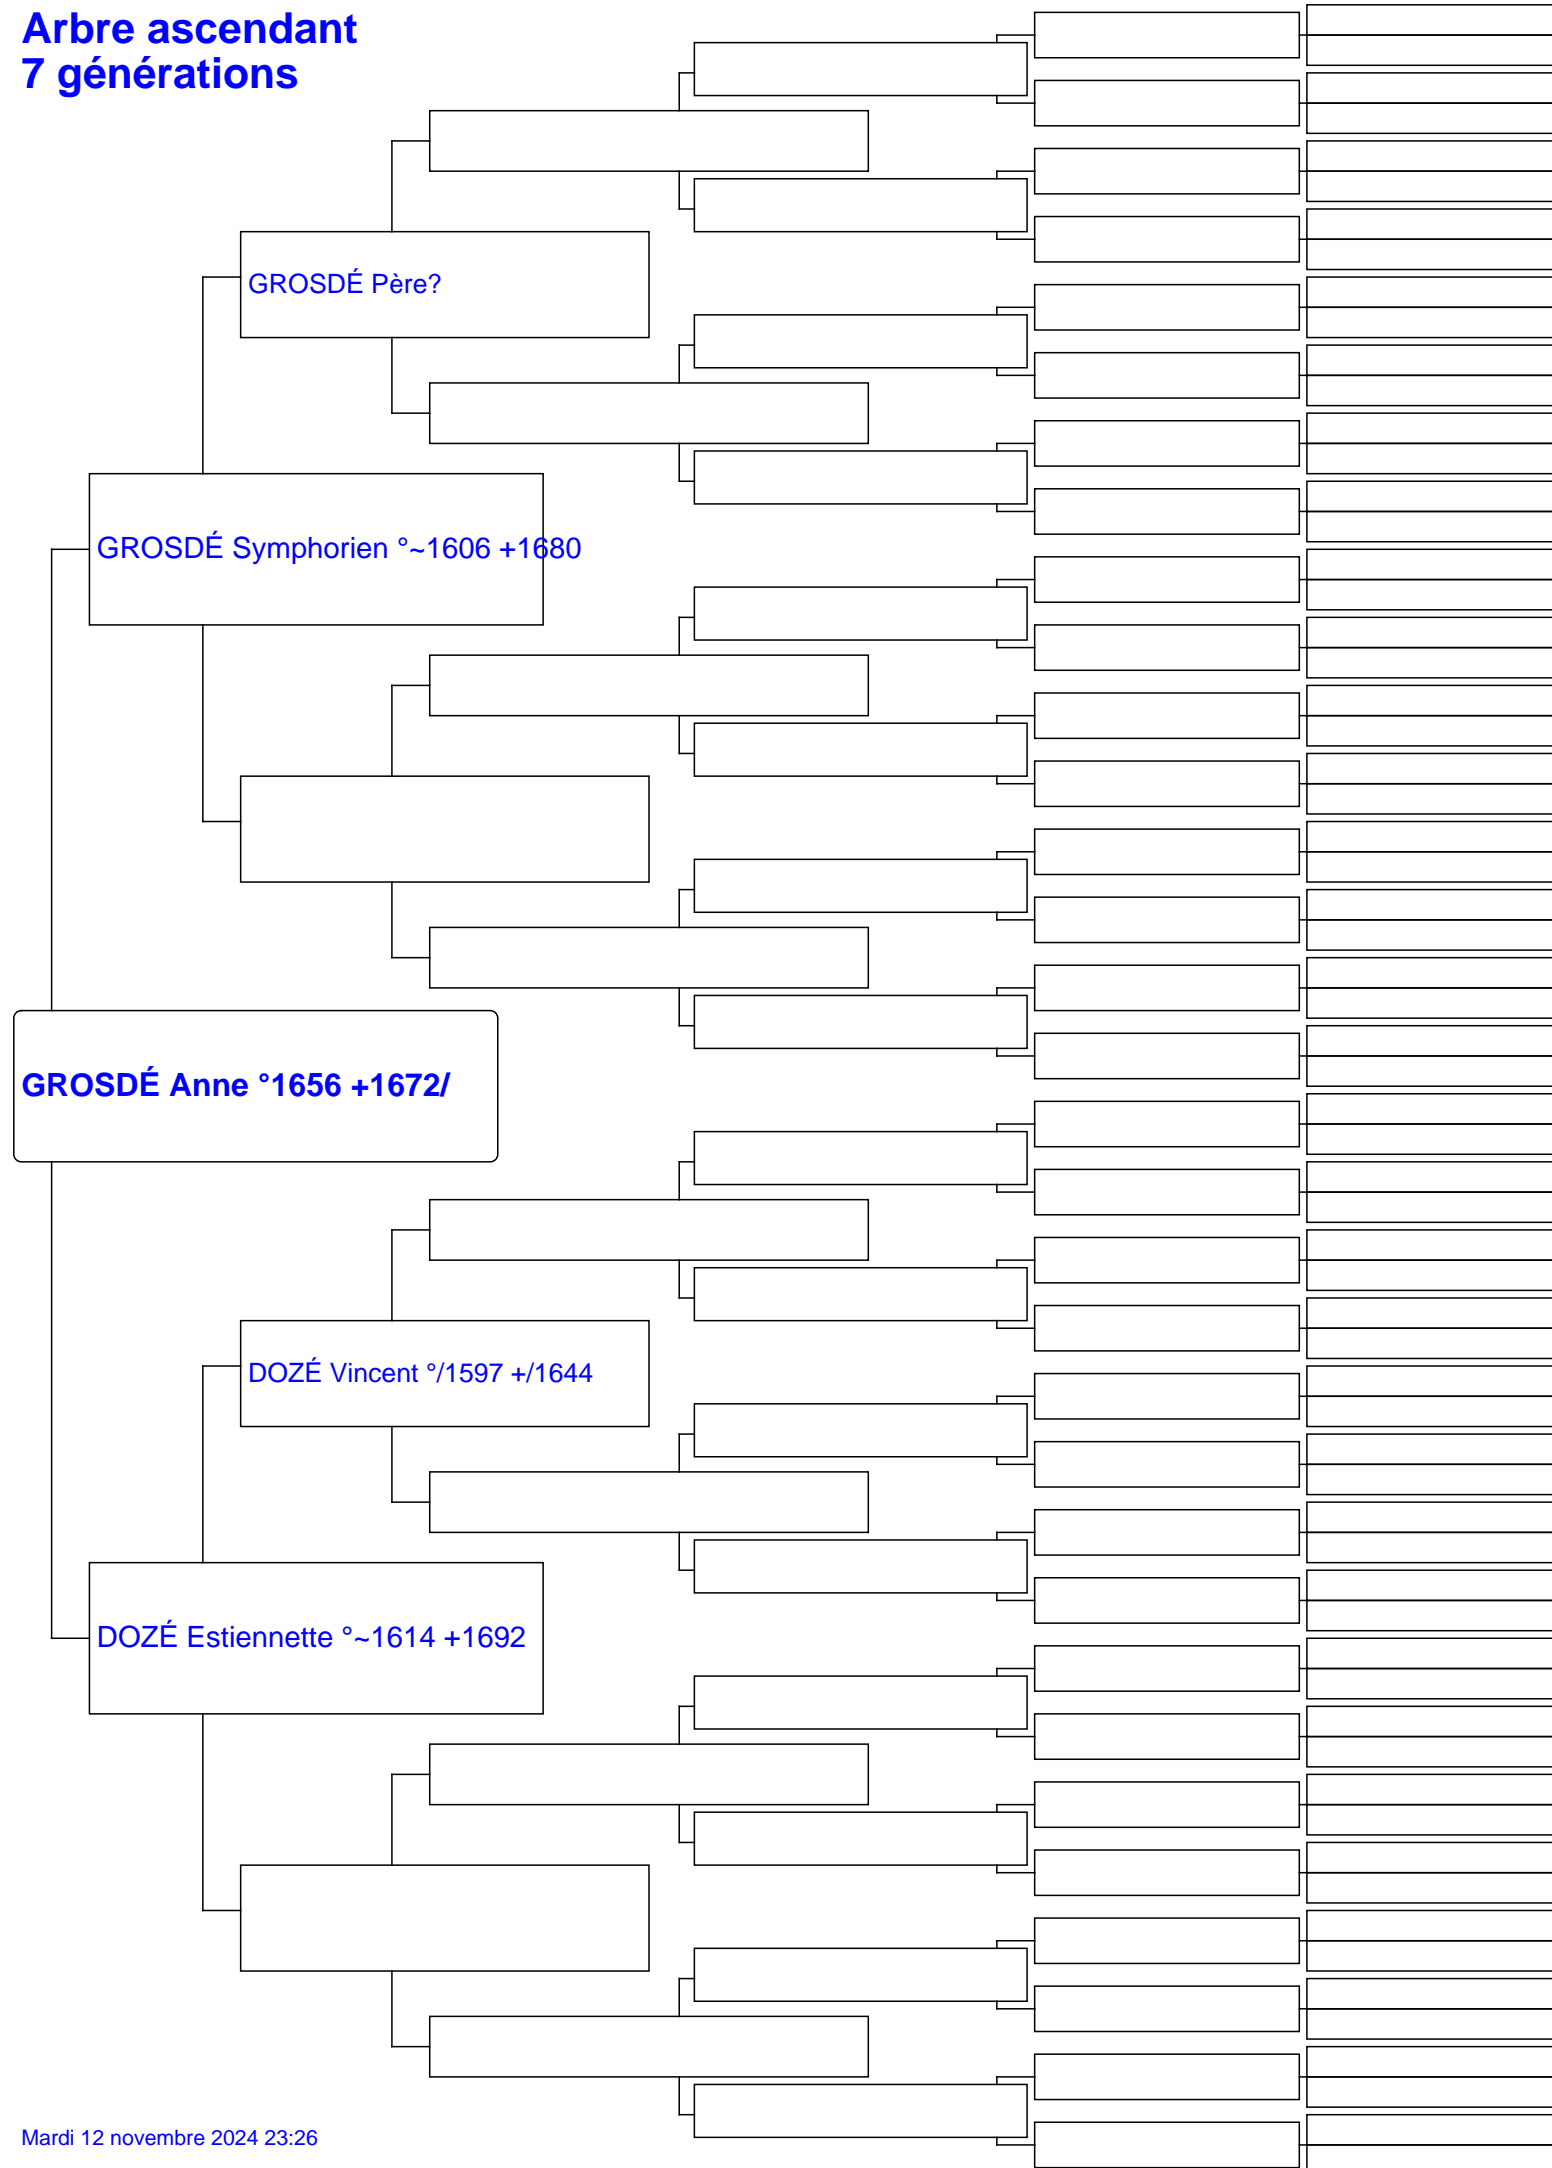 Arbre ascendant
7 générations
GROSDÉ Père?
GROSDÉ Symphorien °~1606 +1680
GROSDÉ Anne °1656 +1672/
DOZÉ Vincent °/1597 +/1644
DOZÉ Estiennette °~1614 +1692
Mardi 12 novembre 2024 23:26